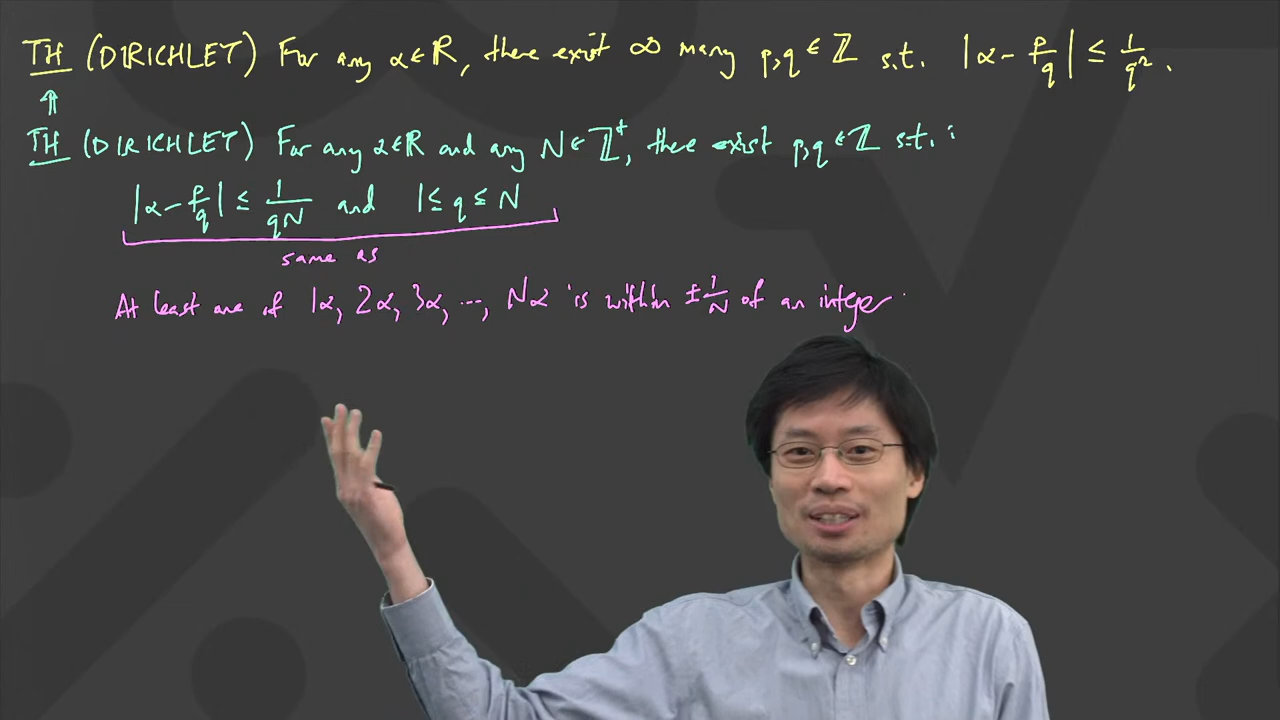 TH (DIRICHLET) For any α∈ℝ, there exist ∞ many p,q ∈ ℤ s.t. |α - p/q| ≤ 1/q².
⇑
TH (DIRICHLET) For any α∈ℝ and any N∈ℤ⁺, there exist p,q ∈ ℤ s.t. :
|α - p/q| ≤ 1/qN and 1 ≤ q ≤ N
same as
At least one of 1α, 2α, 3α, ..., Nα is within ±1/N of an integer.